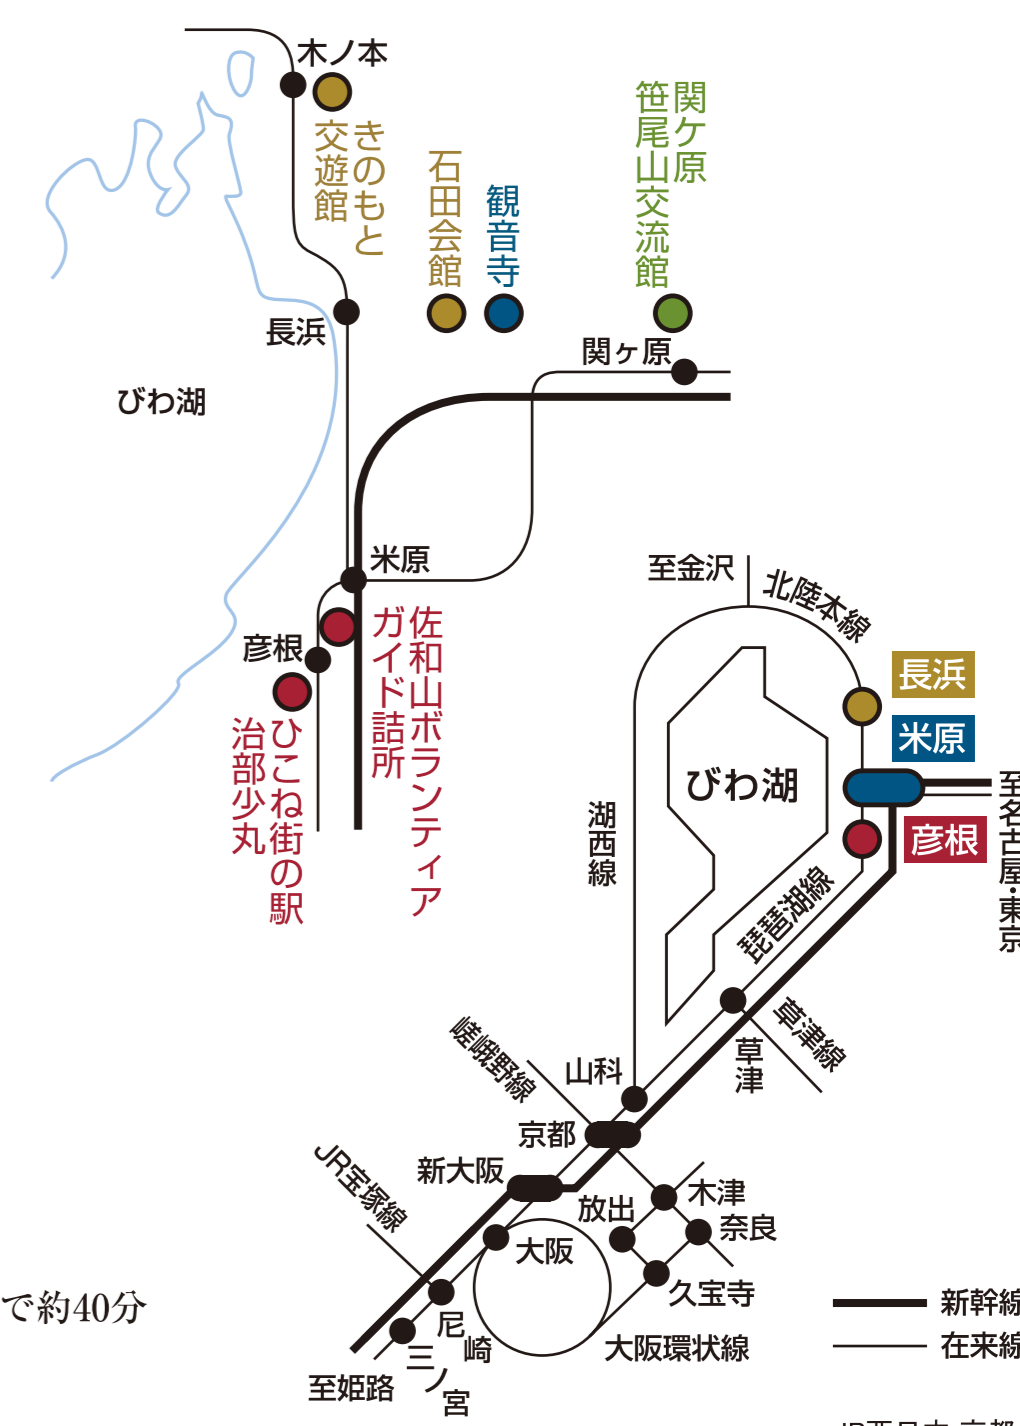 木ノ本
きのもと
交遊館
石田会館
観音寺
関ケ原
笹尾山交流館
長浜
関ヶ原
びわ湖
米原
彦根
佐和山ボランティア
ガイド詰所
ひこね街の駅
治部少丸
至金沢
北陸本線
長浜
米原
彦根
至名古屋・東京
びわ湖
湖西線
琵琶湖線
草津線
草津
嵯峨野線
山科
京都
新大阪
JR宝塚線
放出
木津
奈良
大阪
久宝寺
尼崎
三ノ宮
大阪環状線
至姫路
で約40分
新幹線
在来線